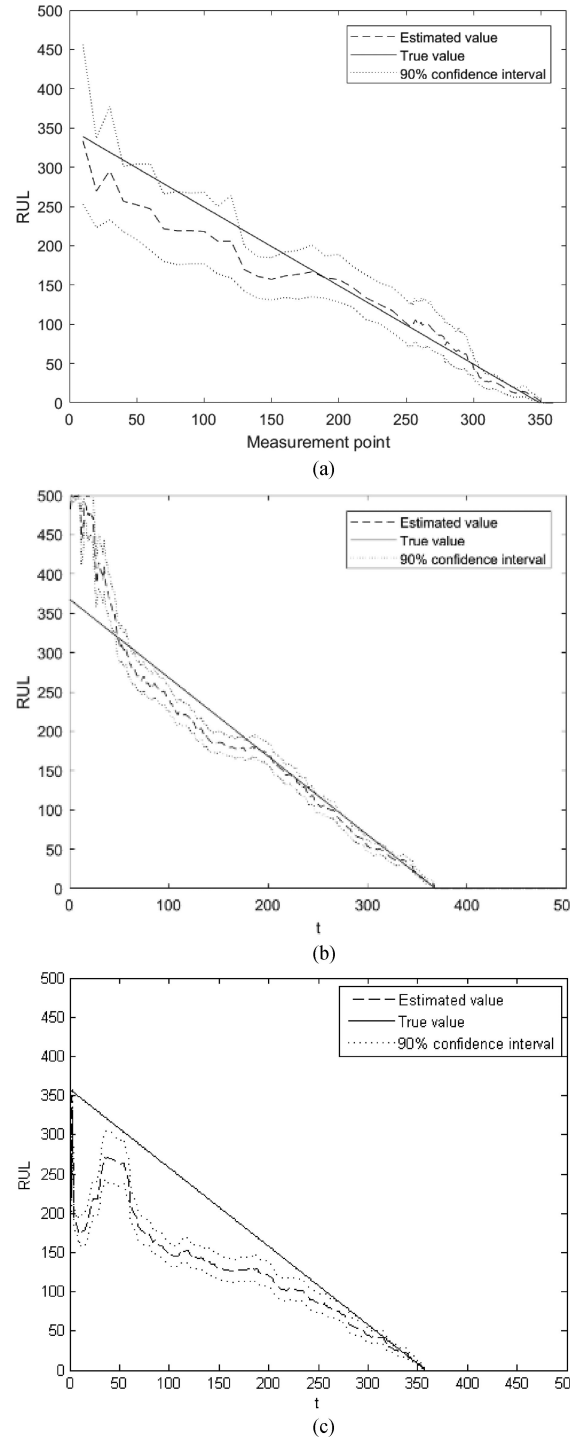 500
450
400
350
300
250
200
150
100
50
0
RUL
Estimated value
True value
90% confidence interval
0 50 100 150 200 250 300 350
Measurement point
(a)
500
450
400
350
300
250
200
150
100
50
0
RUL
Estimated value
True value
90% confidence interval
0 100 200 300 400 50
t
(b)
500
450
400
350
300
250
200
150
100
50
0
RUL
Estimated value
True value
90% confidence interval
0 50 100 150 200 250 300 350 400 450 500
t
(c)